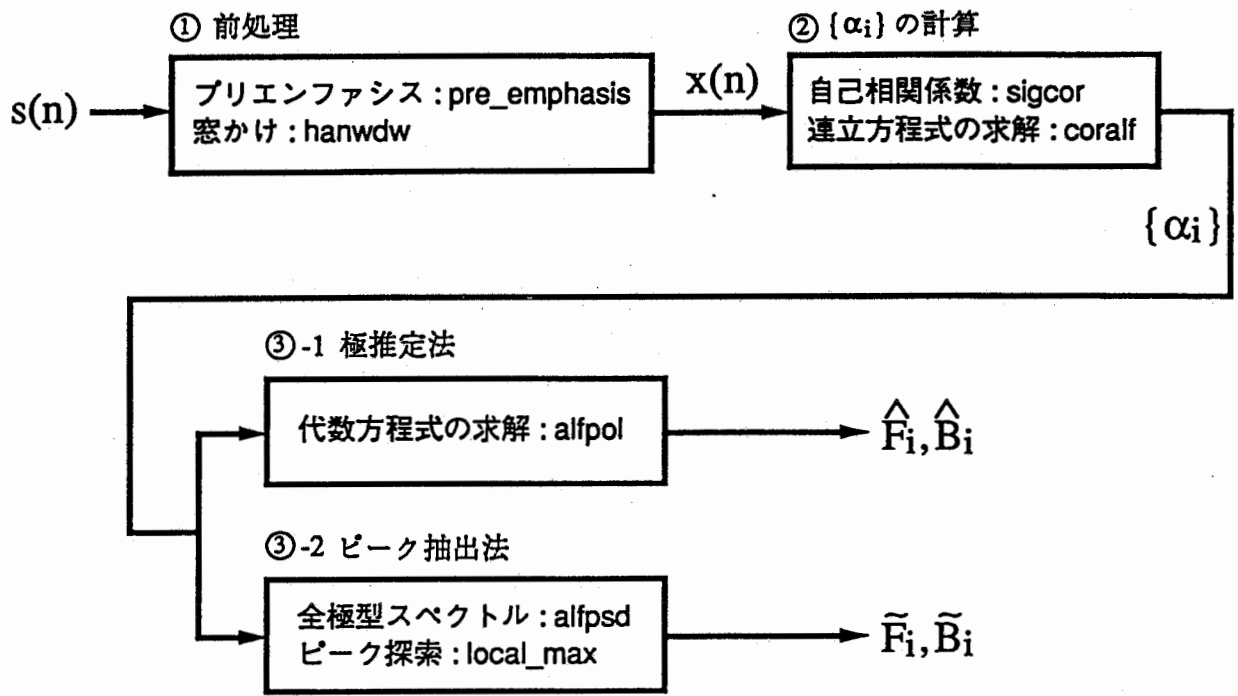 ① 前処理
② {αi} の計算
s(n)
プリエンファシス : pre_emphasis
窓かけ : hanwdw
x(n)
自己相関係数 : sigcor
連立方程式の求解 : coralf
{αi}
③-1 極推定法
代数方程式の求解 : alfpol
F̂i, B̂i
③-2 ピーク抽出法
全極型スペクトル : alfpsd
ピーク探索 : local_max
F̃i, B̃i